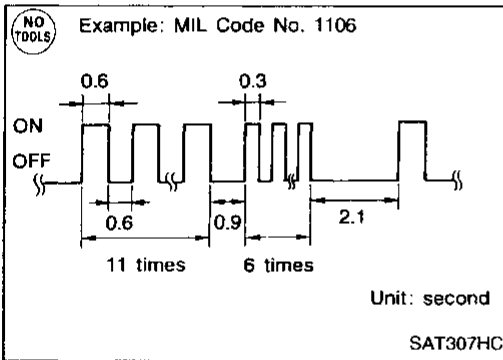 NO TOOLS
Example: MIL Code No. 1106
0.6
0.3
ON
OFF
0.6
0.9
2.1
11 times
6 times
Unit: second
SAT307HC